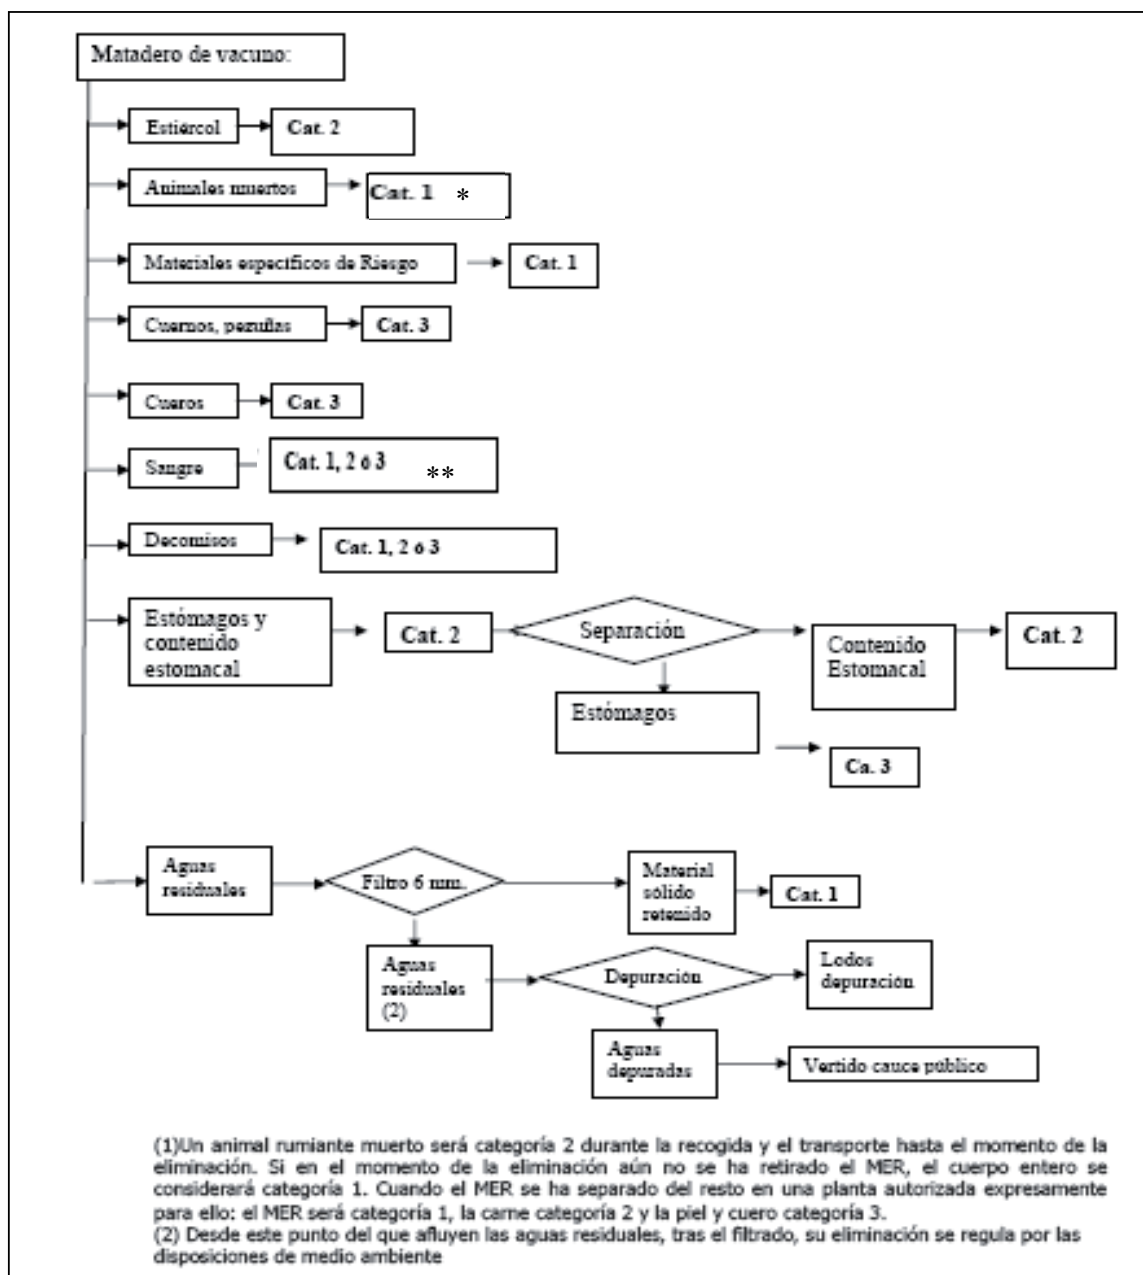 Matadero de vacuno:
Estiércol
Cat. 2
Animales muertos
Cat. 1 *
Materiales específicos de Riesgo
Cat. 1
Cuernos, pezuñas
Cat. 3
Cueros
Cat. 3
Sangre
Cat. 1, 2 ó 3 **
Decomisos
Cat. 1, 2 ó 3
Estómagos y
contenido
estomacal
Cat. 2
Separación
Contenido
Estomacal
Cat. 2
Estómagos
Ca. 3
Aguas
residuales
Filtro 6 mm.
Material
sólido
retenido
Cat. 1
Aguas
residuales
(2)
Depuración
Lodos
depuración
Aguas
depuradas
Vertido cauce público
(1)Un animal rumiante muerto será categoría 2 durante la recogida y el transporte hasta el momento de la
eliminación. Si en el momento de la eliminación aún no se ha retirado el MER, el cuerpo entero se
considerará categoría 1. Cuando el MER se ha separado del resto en una planta autorizada expresamente
para ello: el MER será categoría 1, la carne categoría 2 y la piel y cuero categoría 3.
(2) Desde este punto del que afluyen las aguas residuales, tras el filtrado, su eliminación se regula por las
disposiciones de medio ambiente